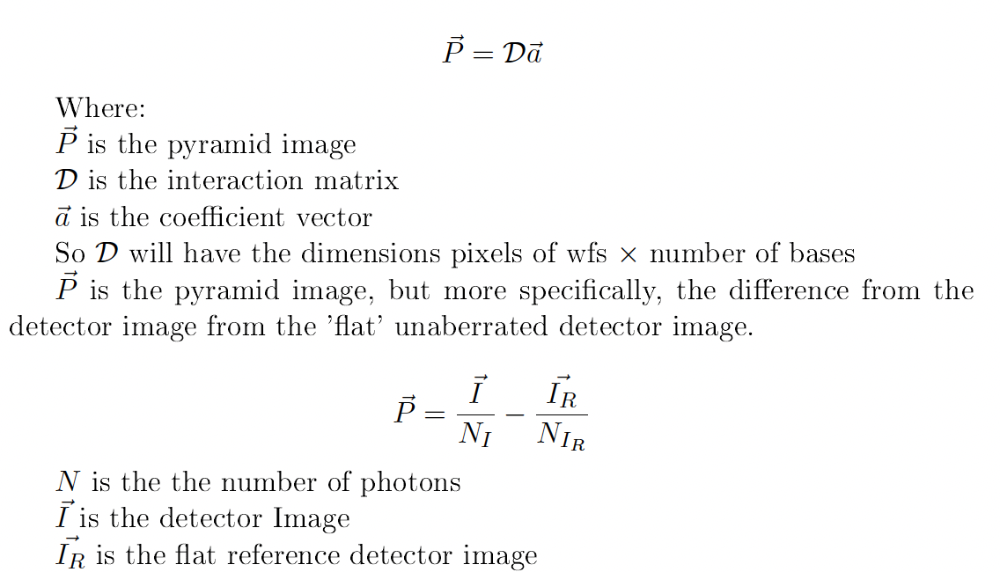 $\vec{P} = \mathcal{D}\vec{a}$
Where:
$\vec{P}$ is the pyramid image
$\mathcal{D}$ is the interaction matrix
$\vec{a}$ is the coefficient vector
So $\mathcal{D}$ will have the dimensions pixels of wfs × number of bases
$\vec{P}$ is the pyramid image, but more specifically, the difference from the
detector image from the 'flat' unaberrated detector image.
$\vec{P} = \frac{\vec{I}}{N_I} - \frac{\vec{I_R}}{N_{I_R}}$
$N$ is the the number of photons
$\vec{I}$ is the detector Image
$\vec{I_R}$ is the flat reference detector image